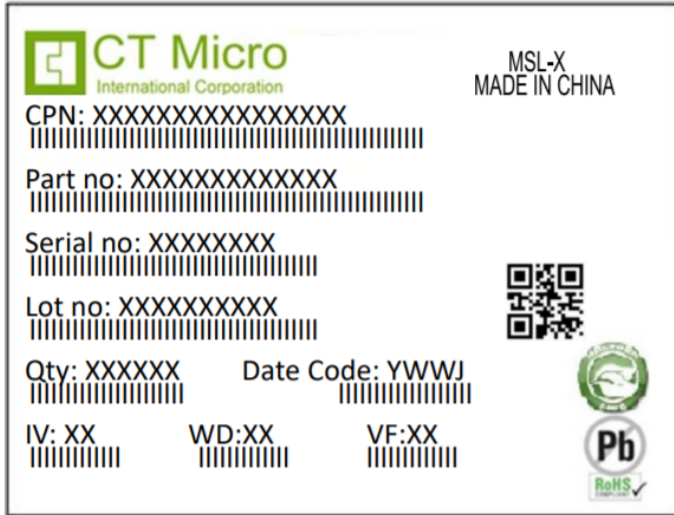 CT Micro
International Corporation
MSL-X
MADE IN CHINA
CPN: XXXXXXXXXXXXXXXX
Part no: XXXXXXXXXXXXX
Serial no: XXXXXXXX
Lot no: XXXXXXXXXX
Qty: XXXXXX Date Code: YWWJ
IV: XX WD:XX VF:XX
Pb
RoHS
COMPLIANT